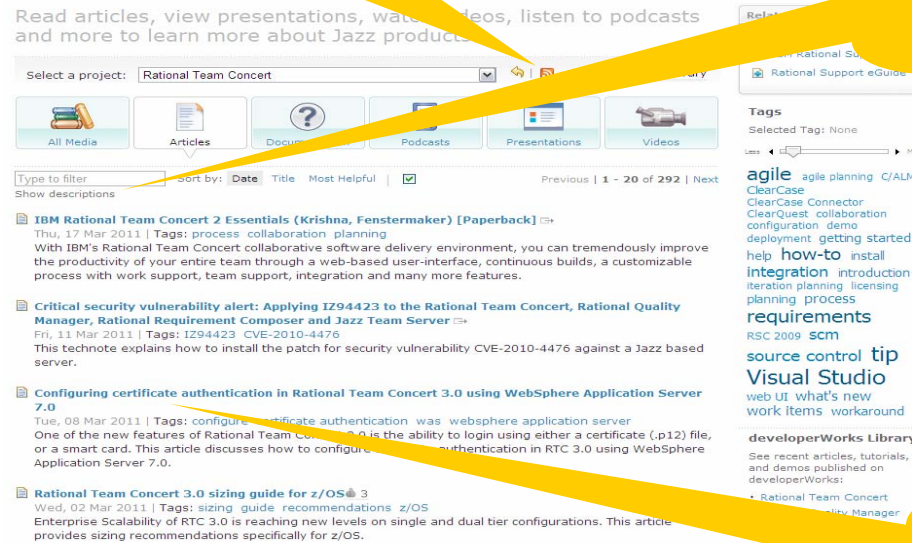 Read articles, view presentations, watch videos, listen to podcasts
and more to learn more about Jazz products
Select a project: Rational Team Concert
All Media Articles Podcasts Presentations Videos
Type to filter Sort by: Date Title Most Helpful Previous | 1 - 20 of 292 | Next
Show descriptions
IBM Rational Team Concert 2 Essentials (Krishna, Fenstermaker) [Paperback]
Thu, 17 Mar 2011 | Tags: process collaboration planning
With IBM's Rational Team Concert collaborative software delivery environment, you can tremendously improve
the productivity of your entire team through a web-based user-interface, continuous builds, a customizable
process with work support, team support, integration and many more features.
Critical security vulnerability alert: Applying IZ94423 to the Rational Team Concert, Rational Quality
Manager, Rational Requirement Composer and Jazz Team Server
Fri, 11 Mar 2011 | Tags: IZ94423 CVE-2010-4476
This technote explains how to install the patch for security vulnerability CVE-2010-4476 against a Jazz based
server.
Configuring certificate authentication in Rational Team Concert 3.0 using WebSphere Application Server
7.0
Tue, 08 Mar 2011 | Tags: configure certificate authentication was websphere application server
One of the new features of Rational Team Concert 3.0 is the ability to login using either a certificate (.p12) file,
or a smart card. This article discusses how to configure authentication in RTC 3.0 using WebSphere
Application Server 7.0.
Rational Team Concert 3.0 sizing guide for z/OS 3
Wed, 02 Mar 2011 | Tags: sizing guide recommendations z/OS
Enterprise Scalability of RTC 3.0 is reaching new levels on single and dual tier configurations. This article
provides sizing recommendations specifically for z/OS.
Rational
Rational Support eGuide
Tags
Selected Tag: None
Less
agile agile planning C/ALM
ClearCase
ClearCase Connector
ClearQuest collaboration
configuration demo
deployment getting started
help how-to install
integration introduction
iteration planning licensing
planning process
requirements
RSC 2009 scm
source control tip
Visual Studio
web UI what's new
work items workaround
developerWorks Library
See recent articles, tutorials,
and demos published on
developerWorks:
Rational Team Concert
Manager